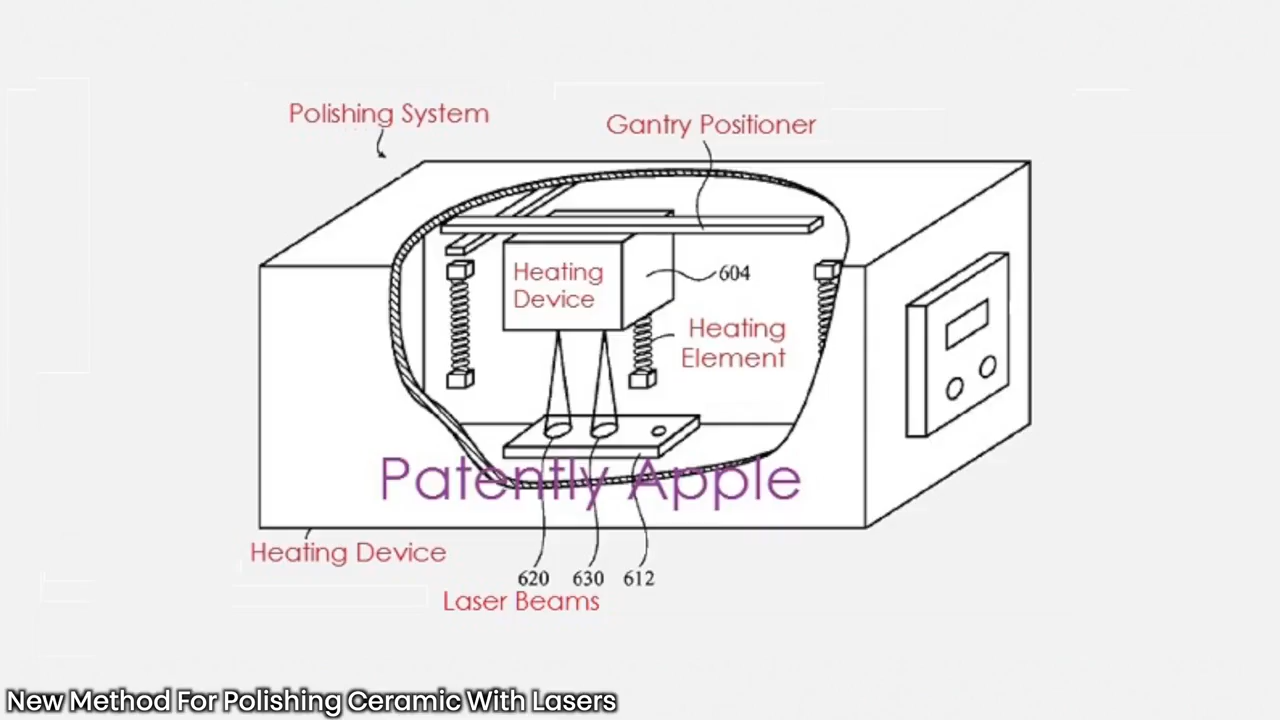 Polishing System
Gantry Positioner
Heating
Device
604
Heating
Element
Patently Apple
Heating Device
620 630 612
Laser Beams
New Method For Polishing Ceramic With Lasers